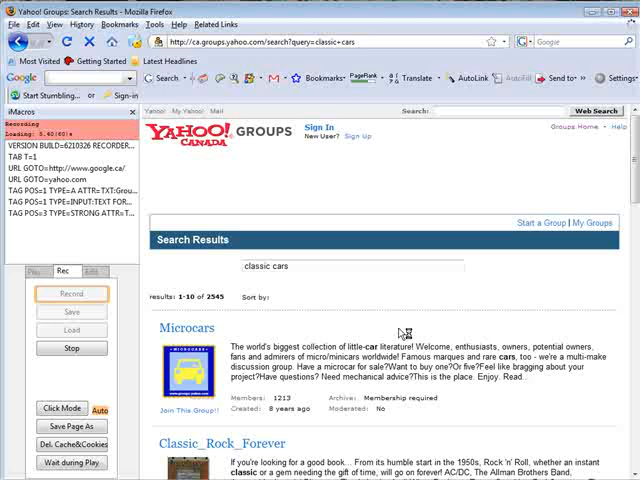 Yahoo! Groups: Search Results - Mozilla Firefox
File Edit View History Bookmarks Tools Help Related Links
http://ca.groups.yahoo.com/search?query=classic+cars
Google
Most Visited Getting Started Latest Headlines
Google Search Bookmarks PageRank Translate AutoLink AutoFill Send to Settings
Start Stumbling... or Sign-in
iMacros
Recording
Loading: 5.40(60)s
VERSION BUILD=6210326 RECORDER...
TAB T=1
URL GOTO=http://www.google.ca/
URL GOTO=yahoo.com
TAG POS=1 TYPE=A ATTR=TXT:Grou...
TAG POS=1 TYPE=INPUT:TEXT FOR...
TAG POS=3 TYPE=STRONG ATTR=T...
Play Rec Edit
Record
Save
Load
Stop
Click Mode Auto
Save Page As
Del. Cache&Cookies
Wait during Play
Yahoo! My Yahoo! Mail Search: Web Search
YAHOO! GROUPS
CANADA
Sign In
New User? Sign Up
Groups Home - Help
Start a Group | My Groups
Search Results
classic cars
results: 1-10 of 2545 Sort by:
Microcars
MICROCARS
The world's biggest collection of little-car literature! Welcome, enthusiasts, owners, potential owners,
fans and admirers of micro/minicars worldwide! Famous marques and rare cars, too - we're a multi-make
discussion group. Have a microcar for sale?Want to buy one?Or five?Feel like bragging about your
project?Have questions? Need mechanical advice?This is the place. Enjoy. Read...
Members: 1213 Archive: Membership required
Created: 8 years ago Moderated: No
Join This Group!!
Classic_Rock_Forever
If you're looking for a good book... From its humble start in the 1950s, Rock 'n' Roll, whether an instant
classic or a gem needing the gift of time, will go on forever! AC/DC, The Allman Brothers Band,